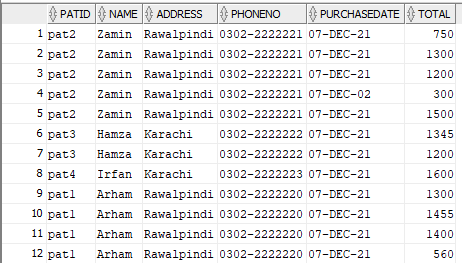 PATID NAME ADDRESS PHONENO PURCHASEDATE TOTAL
1 pat2 Zamin Rawalpindi 0302-2222221 07-DEC-21 750
2 pat2 Zamin Rawalpindi 0302-2222221 07-DEC-21 1300
3 pat2 Zamin Rawalpindi 0302-2222221 07-DEC-21 1200
4 pat2 Zamin Rawalpindi 0302-2222221 07-DEC-02 300
5 pat2 Zamin Rawalpindi 0302-2222221 07-DEC-21 1500
6 pat3 Hamza Karachi 0302-2222222 07-DEC-21 1345
7 pat3 Hamza Karachi 0302-2222222 07-DEC-21 1200
8 pat4 Irfan Karachi 0302-2222223 07-DEC-21 1600
9 pat1 Arham Rawalpindi 0302-2222220 07-DEC-21 1300
10 pat1 Arham Rawalpindi 0302-2222220 07-DEC-21 1455
11 pat1 Arham Rawalpindi 0302-2222220 07-DEC-21 1400
12 pat1 Arham Rawalpindi 0302-2222220 07-DEC-21 560